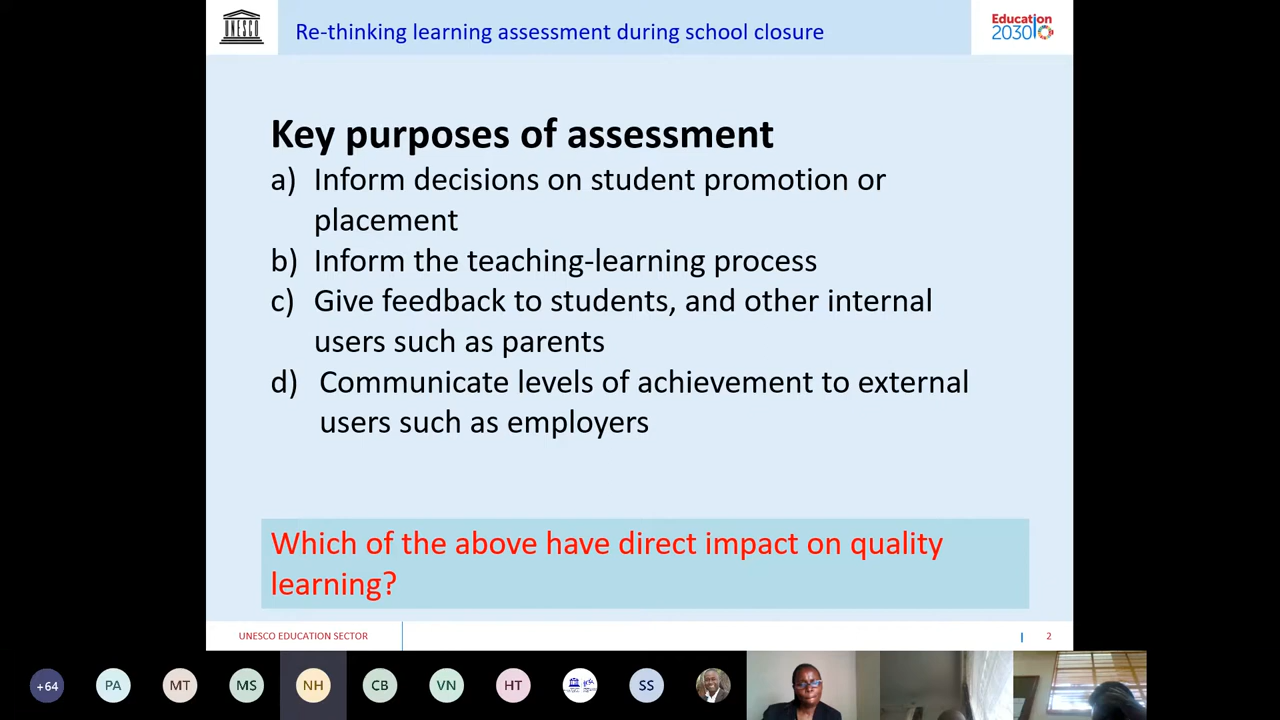 UNESCO
Re-thinking learning assessment during school closure
Education
2030
Key purposes of assessment
a) Inform decisions on student promotion or
placement
b) Inform the teaching-learning process
c) Give feedback to students, and other internal
users such as parents
d) Communicate levels of achievement to external
users such as employers
Which of the above have direct impact on quality
learning?
UNESCO EDUCATION SECTOR
2
+64
PA
MT
MS
NH
CB
VN
HT
SS